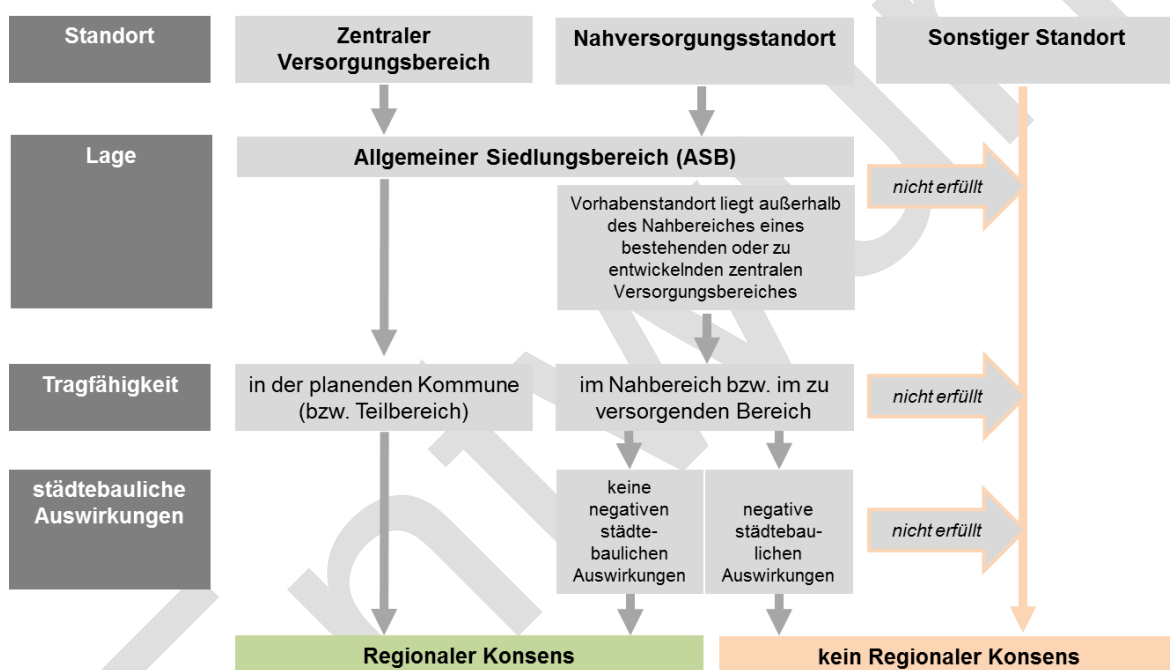 Standort
Zentraler
Versorgungsbereich
Nahversorgungsstandort
Sonstiger Standort
Lage
Allgemeiner Siedlungsbereich (ASB)
nicht erfüllt
Vorhabenstandort liegt außerhalb
des Nahbereiches eines
bestehenden oder zu
entwickelnden zentralen
Versorgungsbereiches
Tragfähigkeit
in der planenden Kommune
(bzw. Teilbereich)
im Nahbereich bzw. im zu
versorgenden Bereich
nicht erfüllt
städtebauliche
Auswirkungen
keine
negativen
städte-
baulichen
Auswirkungen
negative
städtebau-
lichen
Auswirkungen
nicht erfüllt
Regionaler Konsens
kein Regionaler Konsens